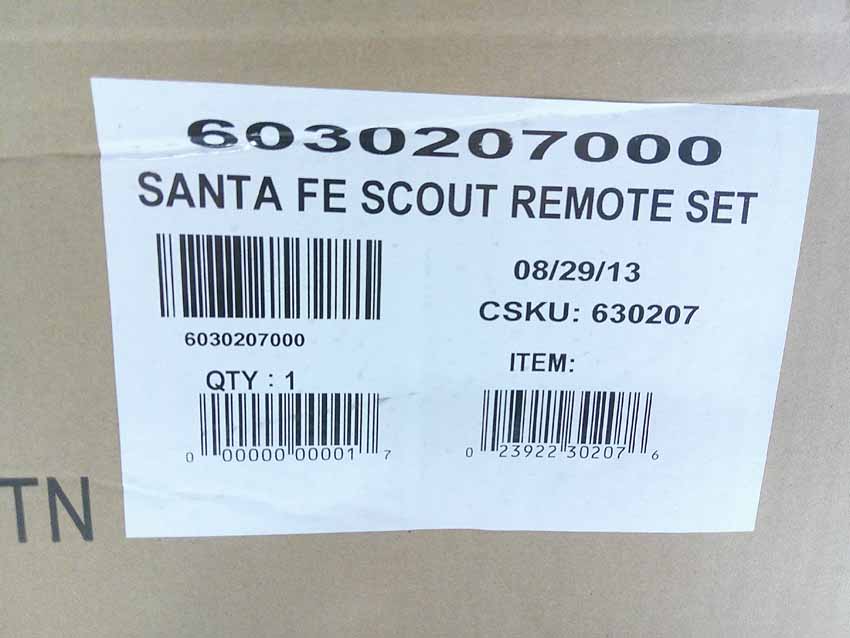 6030207000
SANTA FE SCOUT REMOTE SET
6030207000
08/29/13
CSKU: 630207
QTY : 1
ITEM:
0 00000 00001 7
0 23922 30207 6
TN